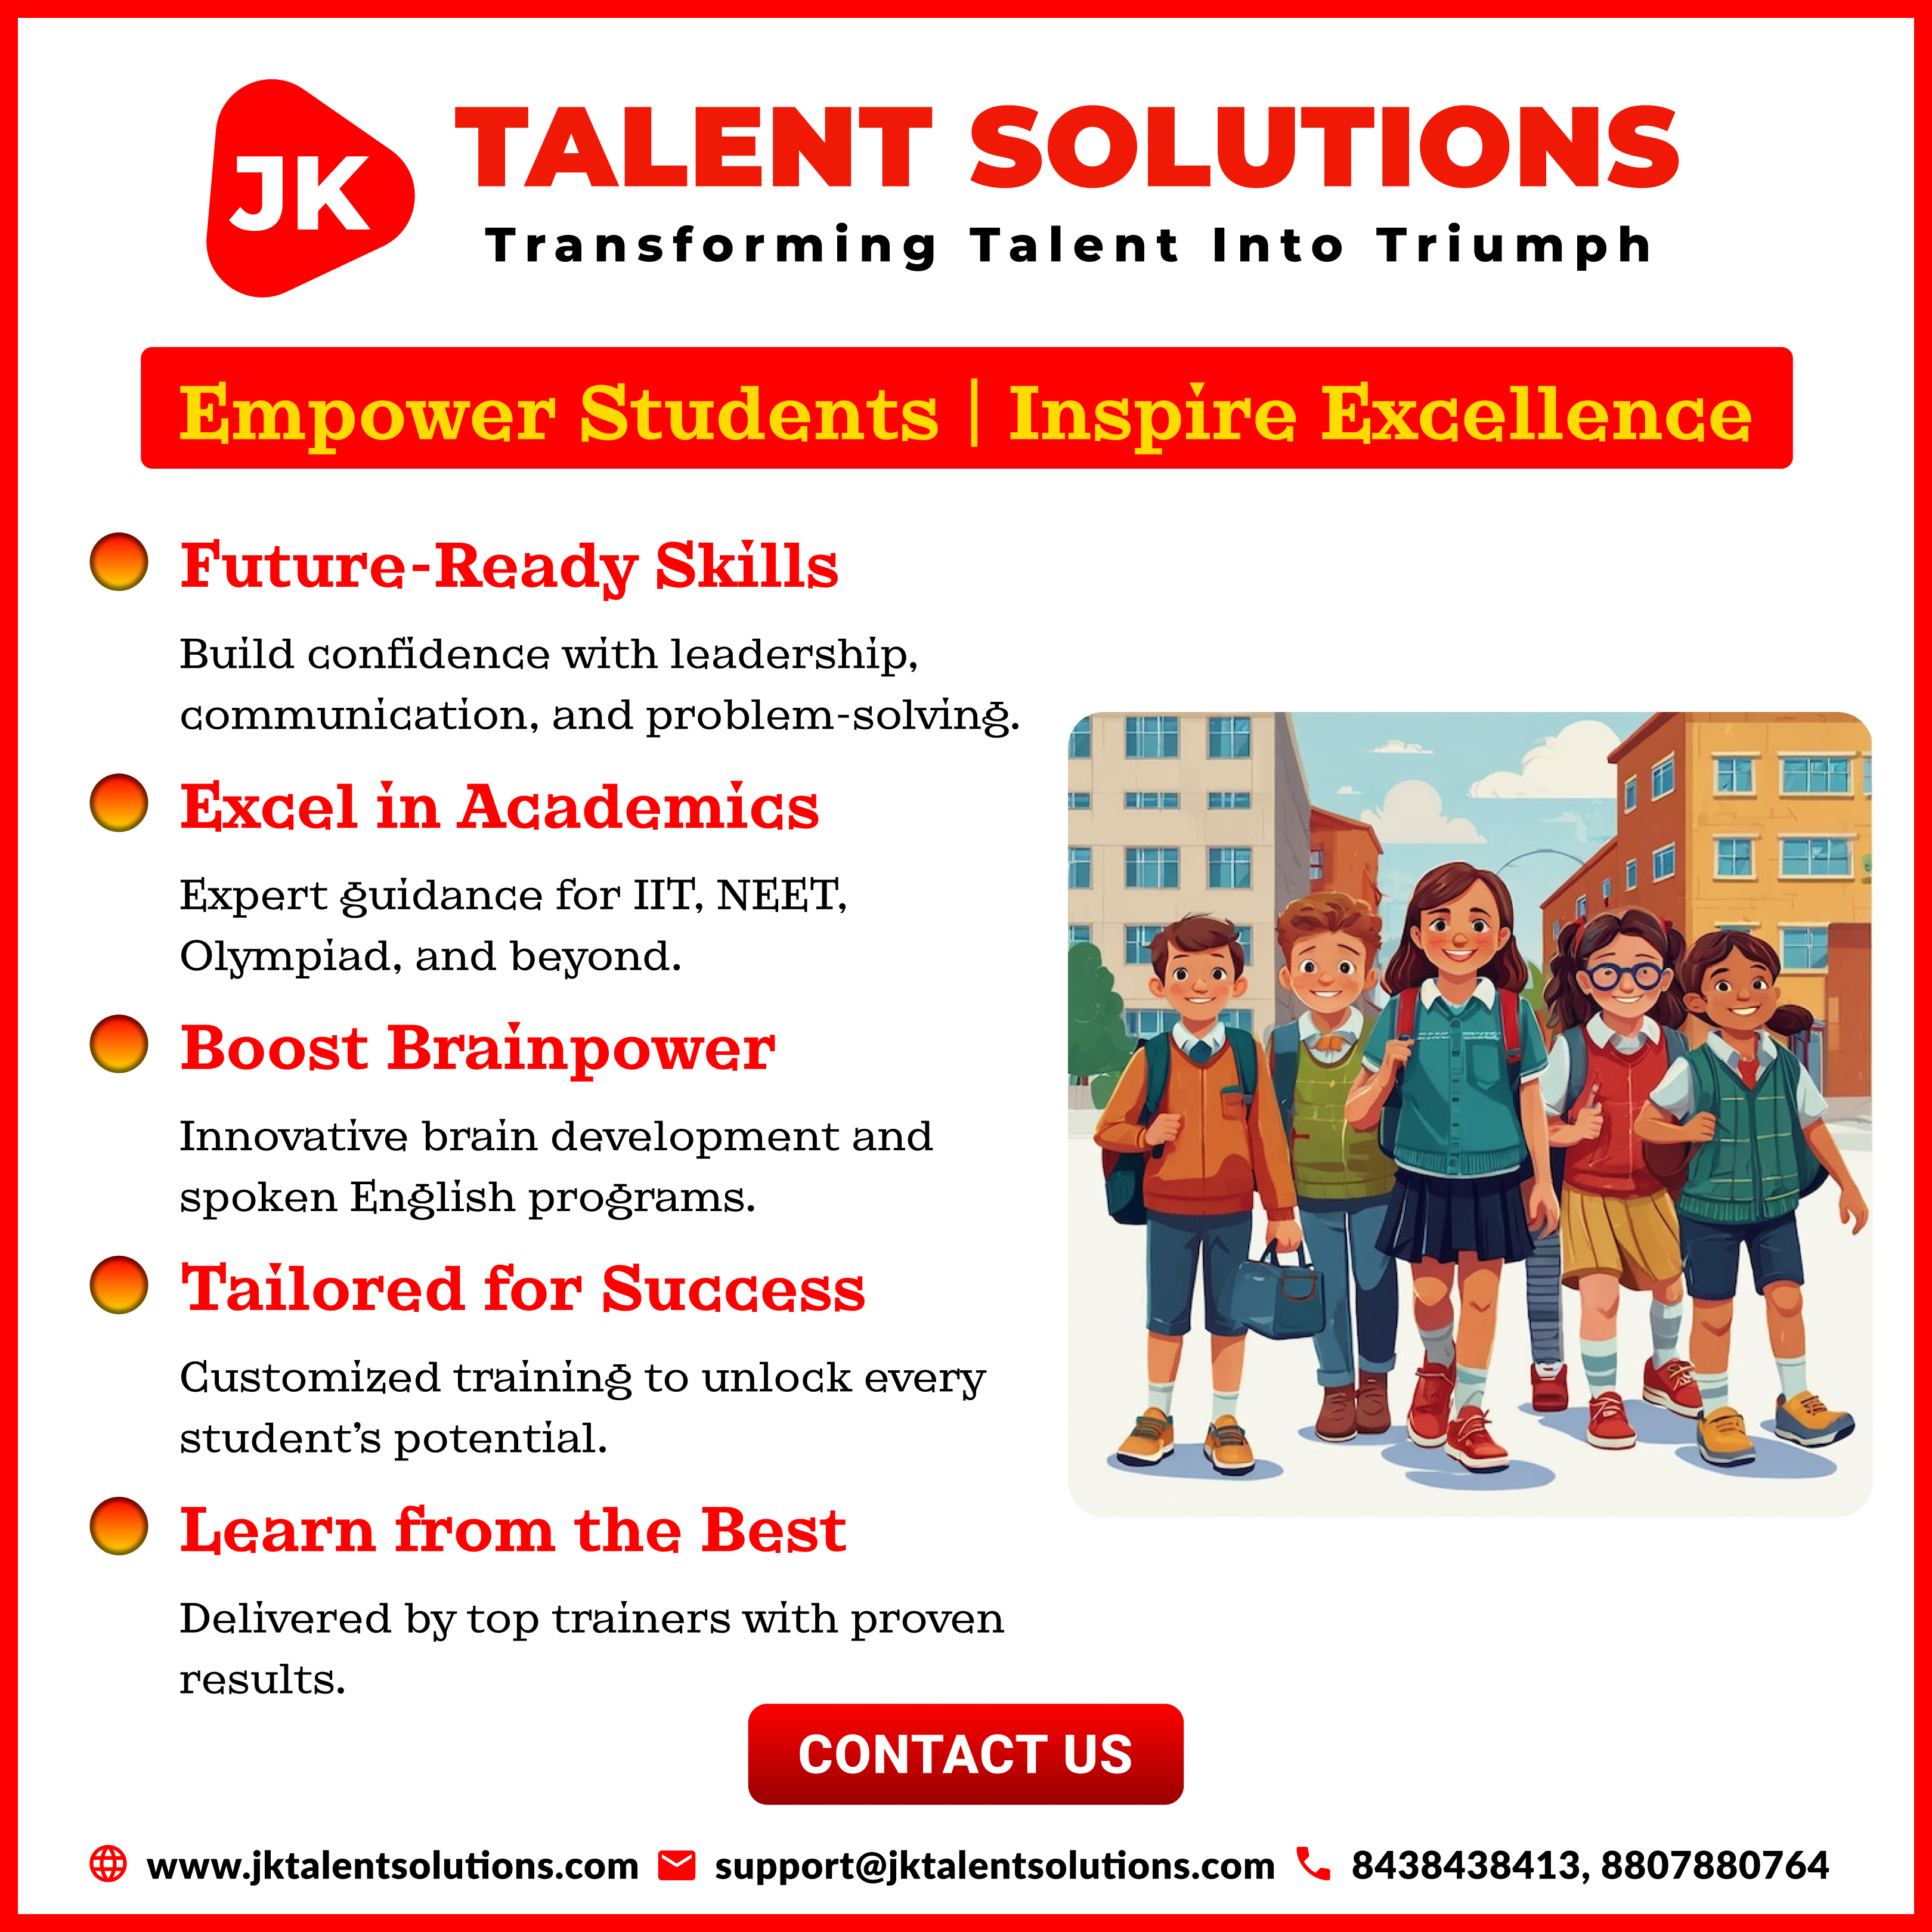 JK
TALENT SOLUTIONS
Transforming Talent Into Triumph
Empower Students | Inspire Excellence
Future-Ready Skills
Build confidence with leadership,
communication, and problem-solving.
Excel in Academics
Expert guidance for IIT, NEET,
Olympiad, and beyond.
Boost Brainpower
Innovative brain development and
spoken English programs.
Tailored for Success
Customized training to unlock every
student’s potential.
Learn from the Best
Delivered by top trainers with proven
results.
CONTACT US
www.jktalentsolutions.com support@jktalentsolutions.com 8438438413, 8807880764